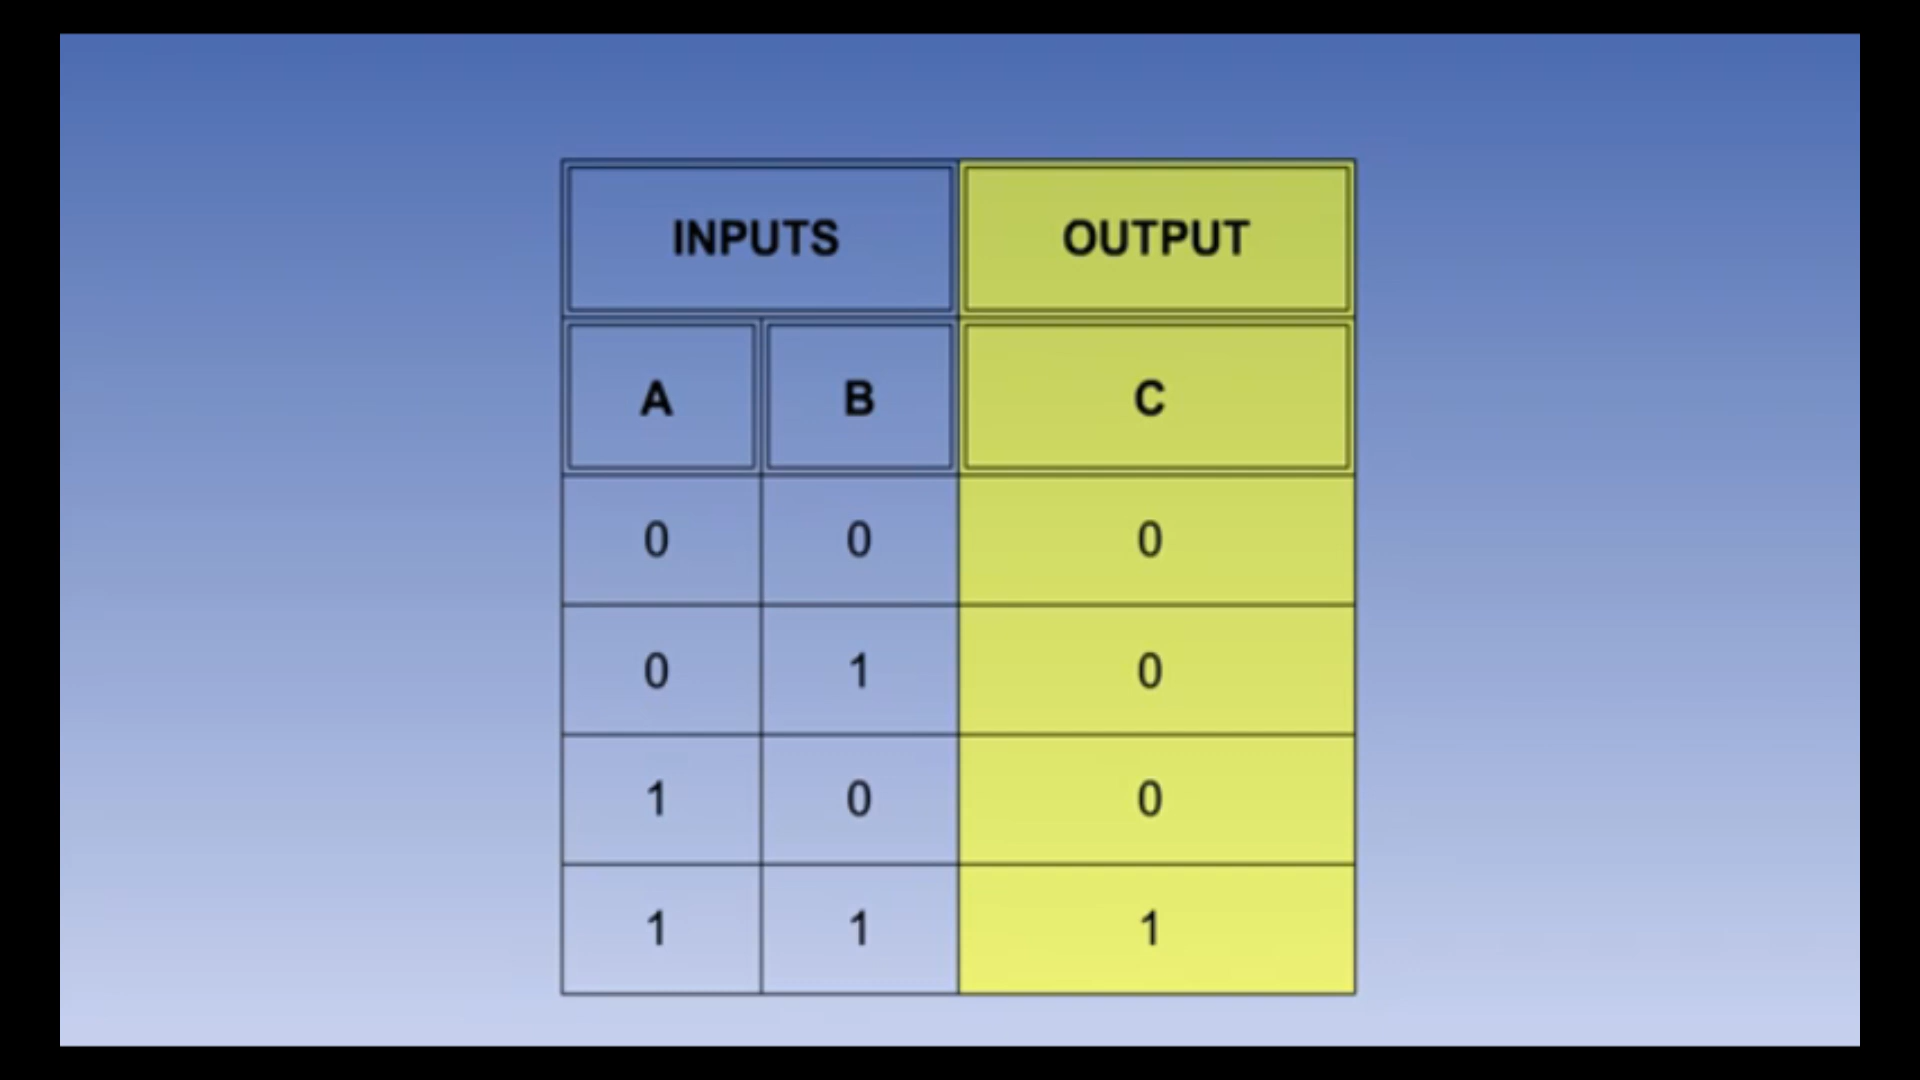 INPUTS OUTPUT
A B C
0 0 0
0 1 0
1 0 0
1 1 1